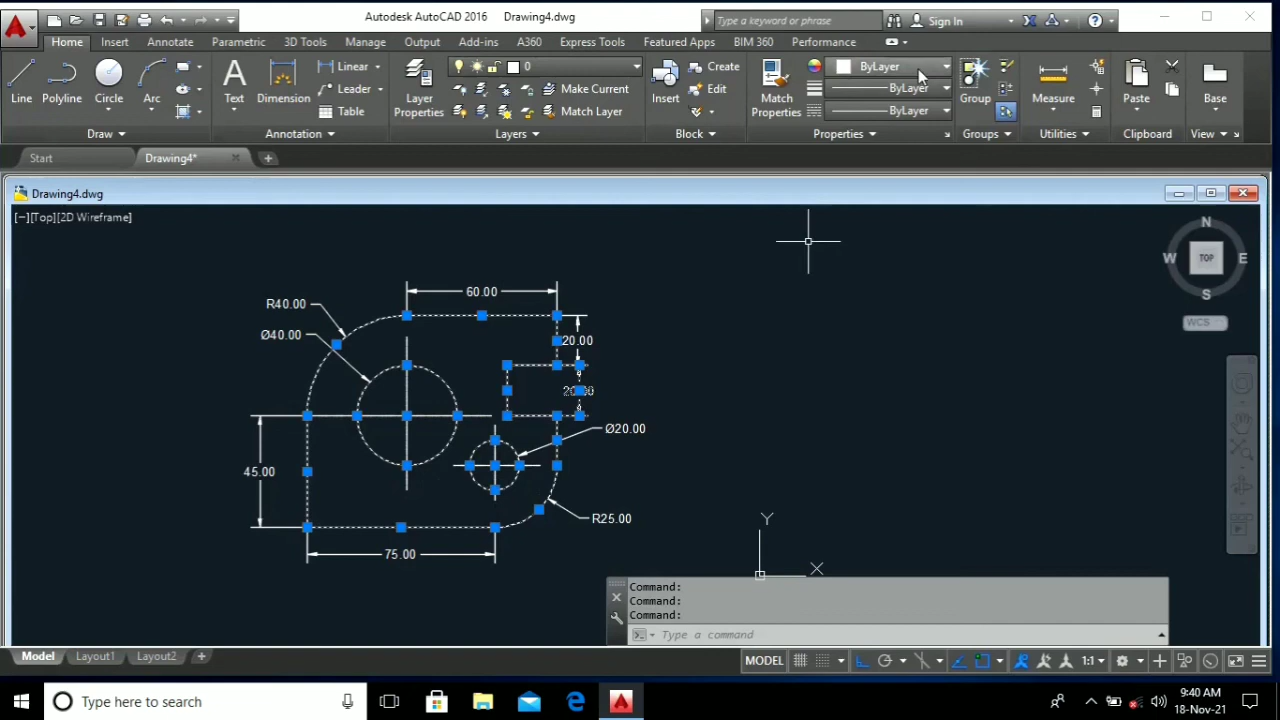 Autodesk AutoCAD 2016 Drawing4.dwg
Type a keyword or phrase
Sign In
Home Insert Annotate Parametric 3D Tools Manage Output Add-ins A360 Express Tools Featured Apps BIM 360 Performance
Line Polyline Circle Arc
Draw
Text Dimension
Linear
Leader
Table
Annotation
Layer
Properties
0
Make Current
Match Layer
Layers
Insert
Create
Edit
Block
Match
Properties
ByLayer
ByLayer
ByLayer
Properties
Group
Groups
Measure
Utilities
Paste
Clipboard
Base
View
Start Drawing4*
Drawing4.dwg
[−][Top][2D Wireframe]
N
W TOP E
S
WCS
60.00
R40.00
Ø40.00
20.00
20.00
Ø20.00
45.00
R25.00
75.00
Y
X
Command:
Command:
Command:
Type a command
Model Layout1 Layout2 +
MODEL 1:1
Type here to search
9:40 AM
18-Nov-21